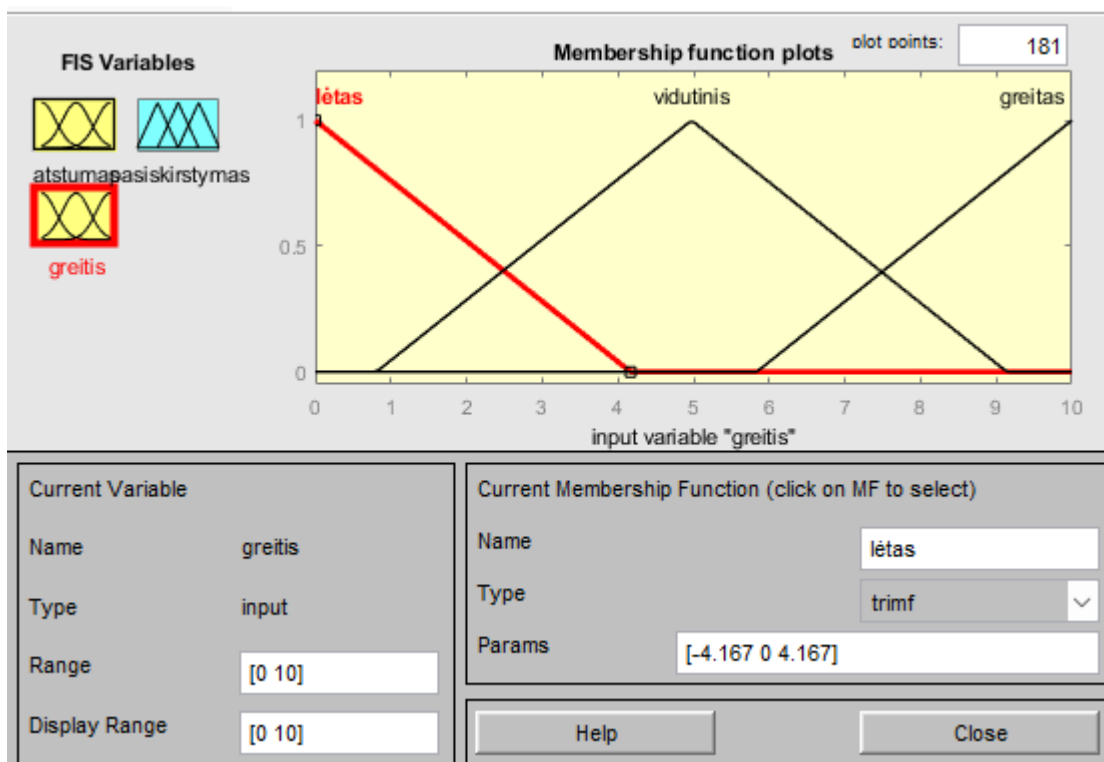 plot points: 181
FIS Variables
Membership function plots
lėtas vidutinis greitas
atstumas pasiskirstymas
greitis
1
0.5
0
0 1 2 3 4 5 6 7 8 9 10
input variable "greitis"
Current Variable
Name greitis
Type input
Range [0 10]
Display Range [0 10]
Current Membership Function (click on MF to select)
Name lėtas
Type trimf
Params [-4.167 0 4.167]
Help Close